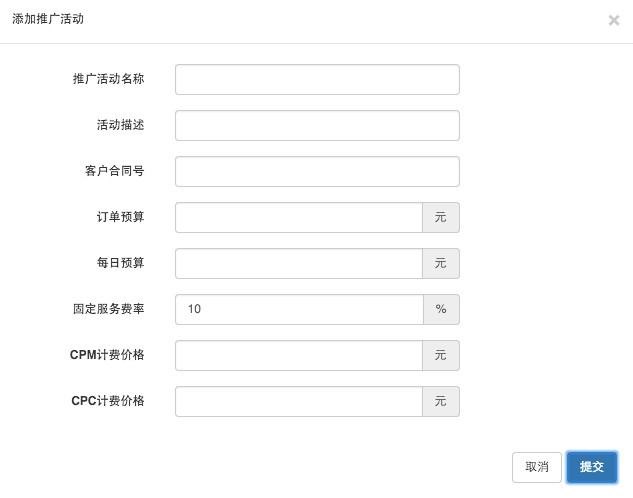 添加推广活动 ×
推广活动名称
活动描述
客户合同号
订单预算 元
每日预算 元
固定服务费率 10 %
CPM计费价格 元
CPC计费价格 元
取消 提交